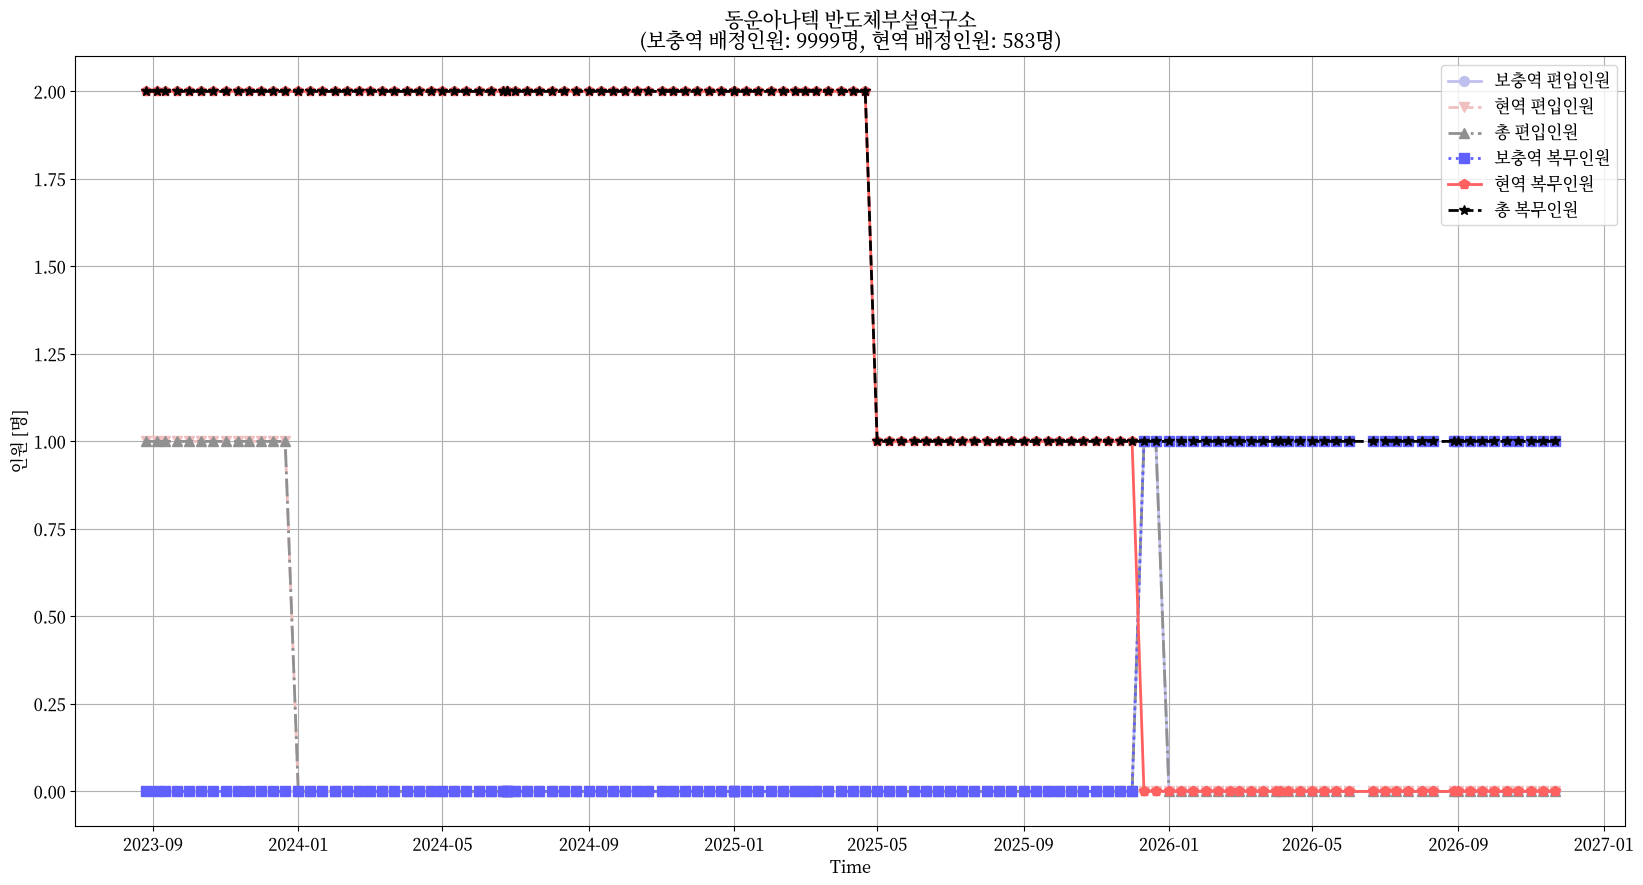 동운아나텍 반도체부설연구소
(보충역 배정인원: 9999명, 현역 배정인원: 583명)
보충역 편입인원
현역 편입인원
총 편입인원
보충역 복무인원
현역 복무인원
총 복무인원
인원 [명]
2.00
1.75
1.50
1.25
1.00
0.75
0.50
0.25
0.00
2023-09 2024-01 2024-05 2024-09 2025-01 2025-05 2025-09 2026-01 2026-05 2026-09 2027-01
Time